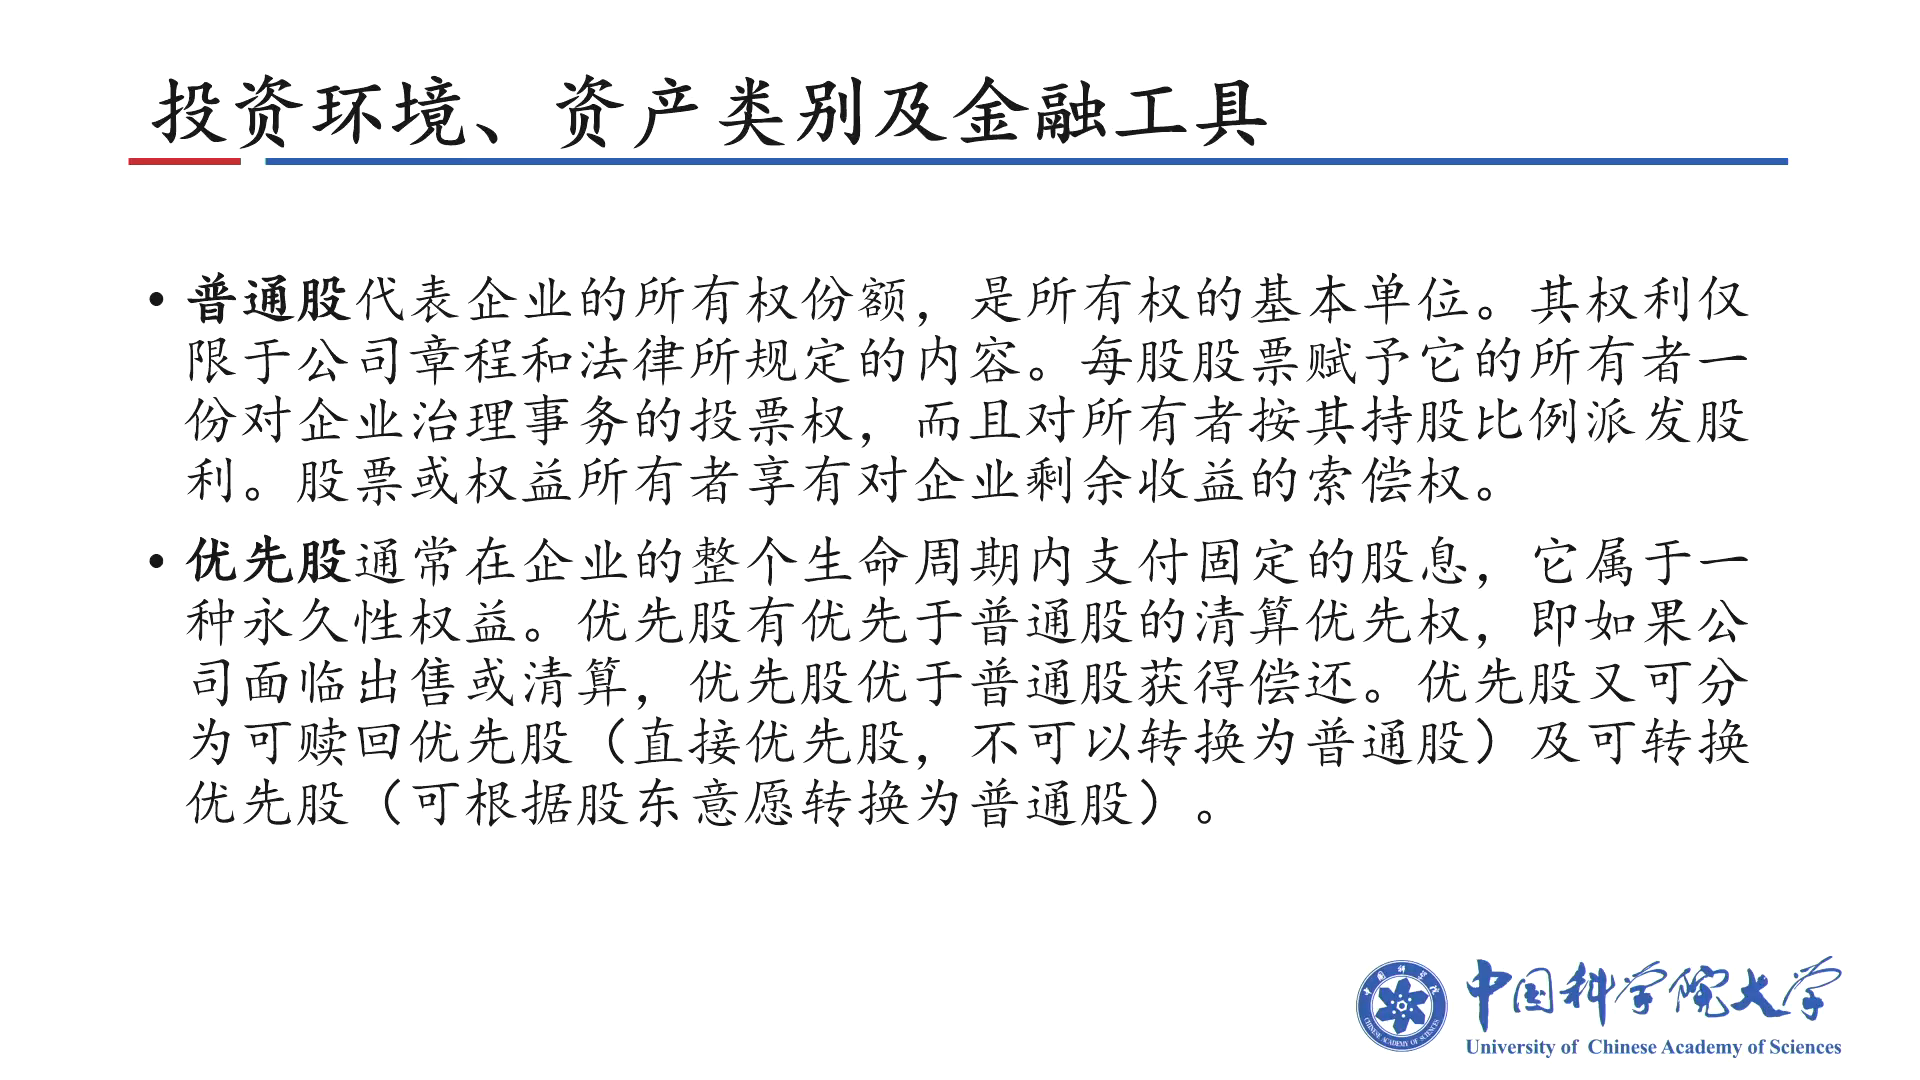 投资环境、资产类别及金融工具
• 普通股代表企业的所有权份额，是所有权的基本单位。其权利仅
限于公司章程和法律所规定的内容。每股股票赋予它的所有者一
份对企业治理事务的投票权，而且对所有者按其持股比例派发股
利。股票或权益所有者享有对企业剩余收益的索偿权。
• 优先股通常在企业的整个生命周期内支付固定的股息，它属于一
种永久性权益。优先股有优先于普通股的清算优先权，即如果公
司面临出售或清算，优先股优于普通股获得偿还。优先股又可分
为可赎回优先股（直接优先股，不可以转换为普通股）及可转换
优先股（可根据股东意愿转换为普通股）。
中国科学院
CHINESE ACADEMY OF SCIENCES
中国科学院大学
University of Chinese Academy of Sciences